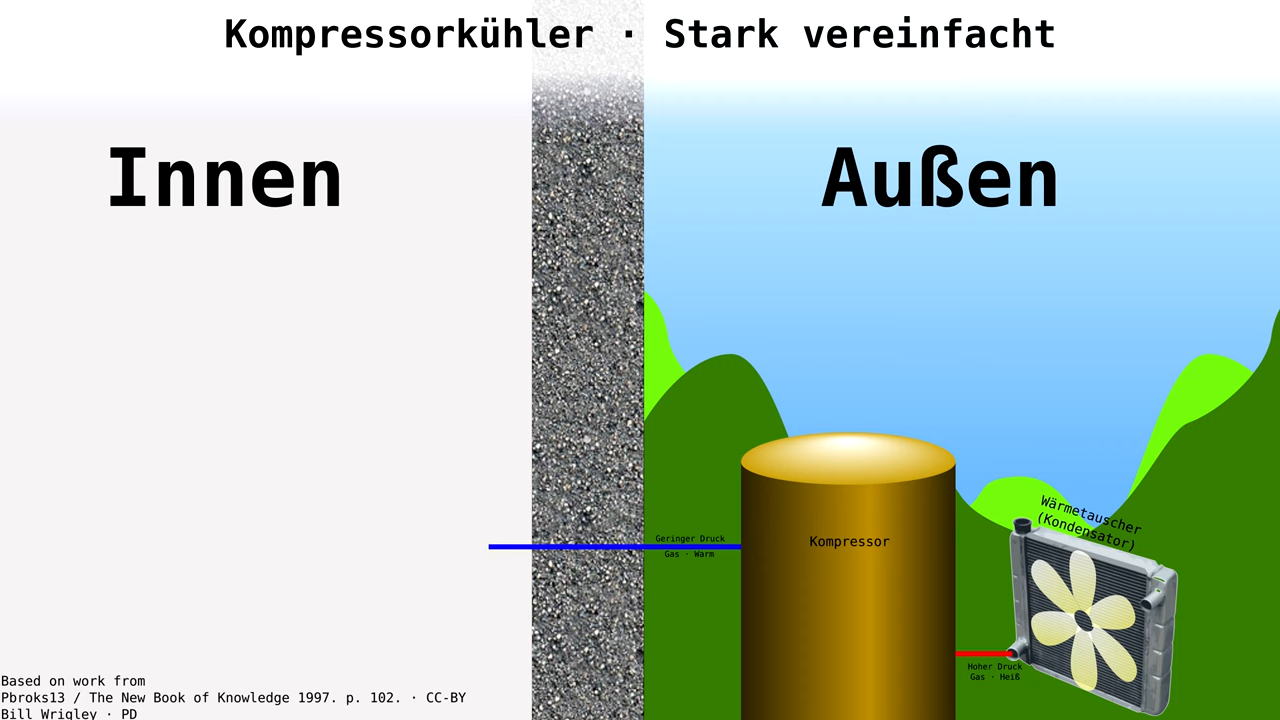 Kompressorkühler · Stark vereinfacht
Innen
Außen
Geringer Druck
Gas · Warm
Kompressor
Wärmetauscher
(Kondensator)
Hoher Druck
Gas · Heiß
Based on work from
Pbroks13 / The New Book of Knowledge 1997. p. 102. · CC-BY
Bill Wrigley · PD